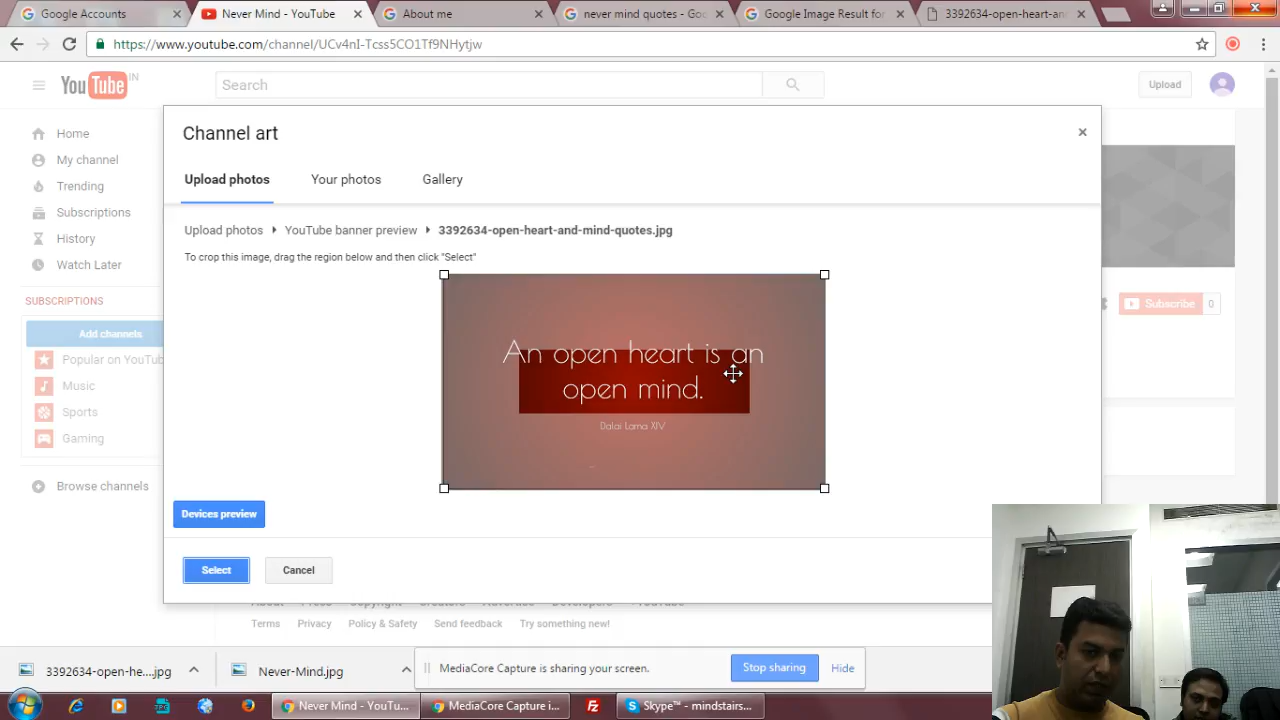 Google Accounts
Never Mind - YouTube
About me
never mind quotes - Goo
Google Image Result for
3392634-open-heart-an
https://www.youtube.com/channel/UCv4nI-Tcss5CO1Tf9NHytjw
YouTube IN
Search
Upload
Home
My channel
Trending
Subscriptions
History
Watch Later
SUBSCRIPTIONS
Add channels
Popular on YouTub
Music
Sports
Gaming
Browse channels
Channel art
Upload photos
Your photos
Gallery
Upload photos
YouTube banner preview
3392634-open-heart-and-mind-quotes.jpg
To crop this image, drag the region below and then click "Select"
An open heart is an
open mind.
Dalai Lama XIV
Devices preview
Select
Cancel
Subscribe 0
Terms
Privacy
Policy & Safety
Send feedback
Try something new!
3392634-open-he....jpg
Never-Mind.jpg
MediaCore Capture is sharing your screen.
Stop sharing
Hide
Never Mind - YouTu...
MediaCore Capture i...
Skype™ - mindstairs...